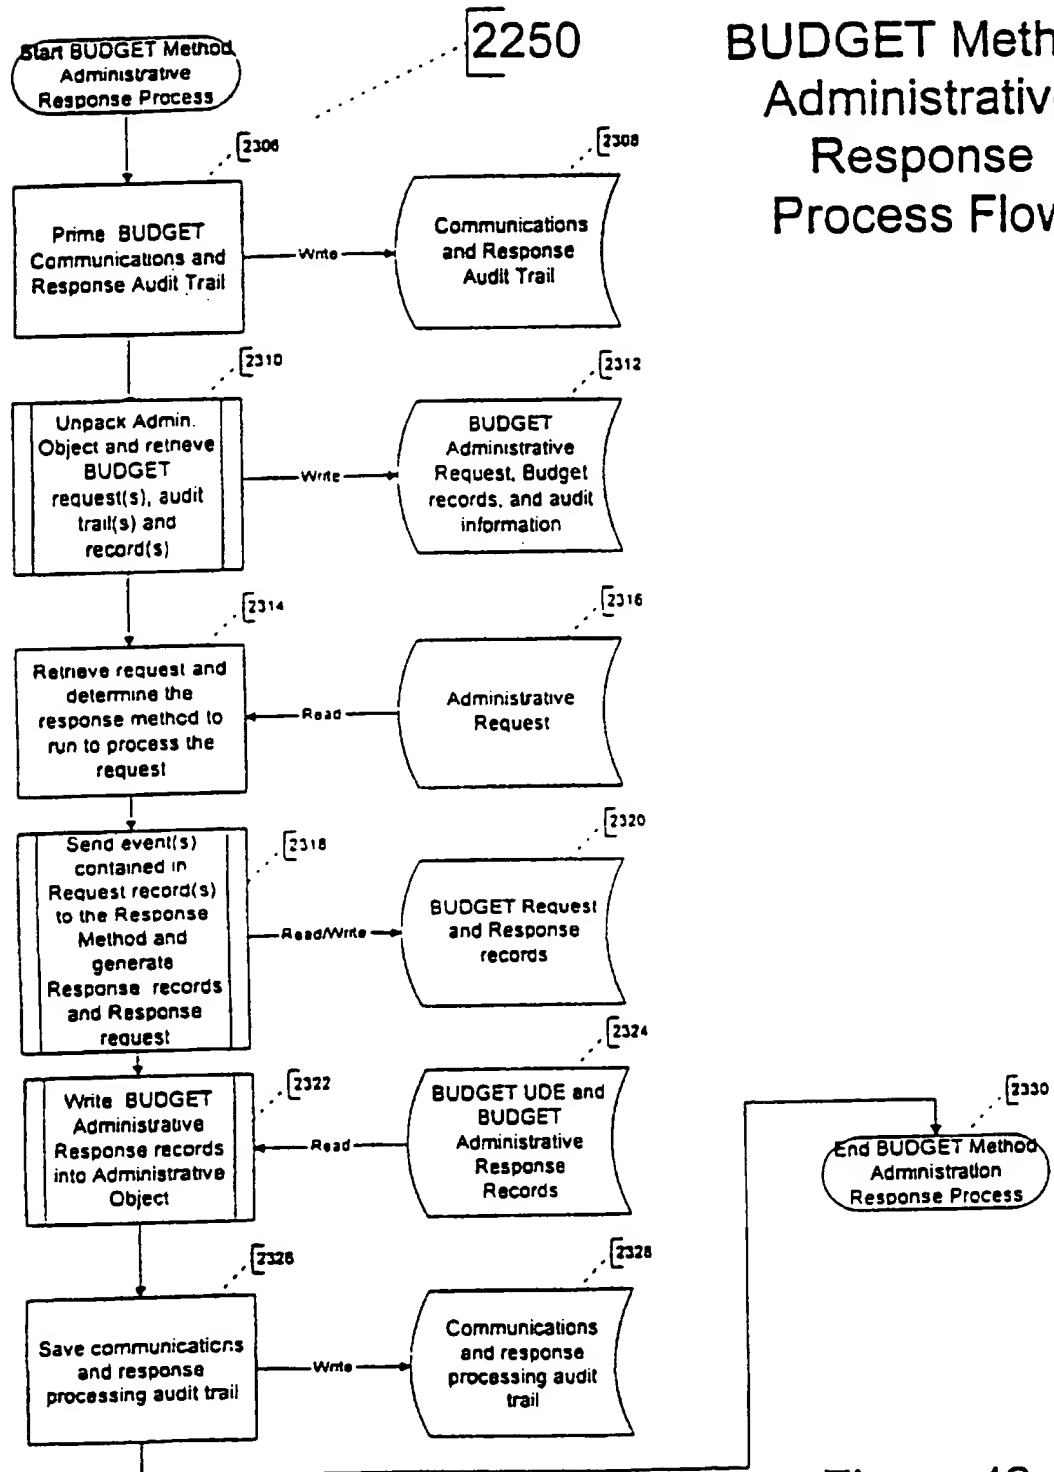 2250
BUDGET Meth
Administrative
Response
Process Flow
Start BUDGET Method
Administrative
Response Process
2306
Prime BUDGET
Communications and
Response Audit Trail
Write
2308
Communications
and Response
Audit Trail
2310
Unpack Admin.
Object and retrieve
BUDGET
request(s), audit
trail(s) and
record(s)
Write
2312
BUDGET
Administrative
Request, Budget
records, and audit
information
2314
Retrieve request and
determine the
response method to
run to process the
request
Read
2316
Administrative
Request
2318
Send event(s)
contained in
Request record(s)
to the Response
Method and
generate
Response records
and Response
request
Read/Write
2320
BUDGET Request
and Response
records
2322
Write BUDGET
Administrative
Response records
into Administrative
Object
Read
2324
BUDGET UDE and
BUDGET
Administrative
Response
Records
2326
Save communications
and response
processing audit trail
Write
2328
Communications
and response
processing audit
trail
2330
End BUDGET Method
Administration
Response Process